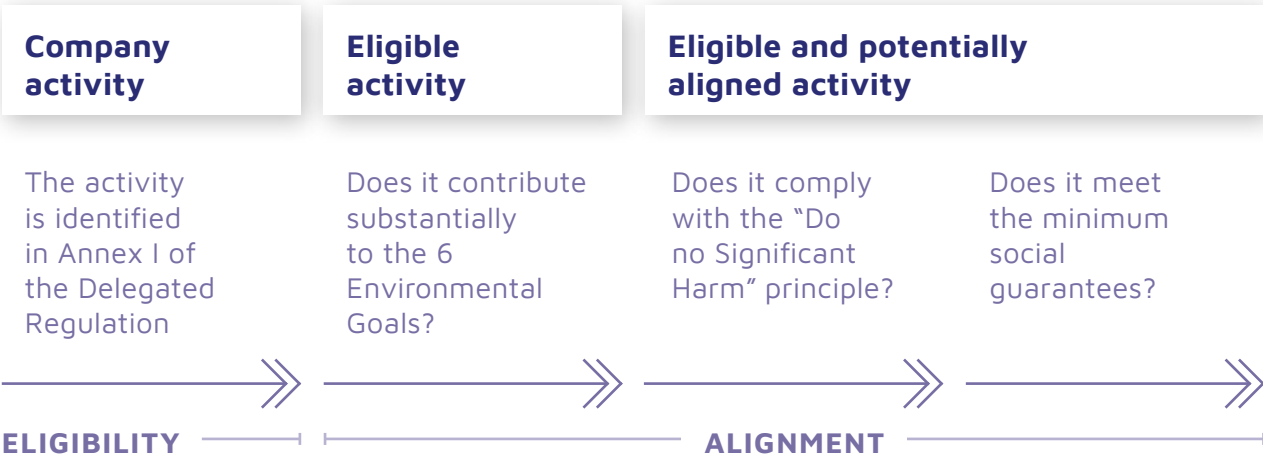 Company
activity
Eligible
activity
Eligible and potentially
aligned activity
The activity
is identified
in Annex I of
the Delegated
Regulation
Does it contribute
substantially
to the 6
Environmental
Goals?
Does it comply
with the “Do
no Significant
Harm” principle?
Does it meet
the minimum
social
guarantees?
ELIGIBILITY
ALIGNMENT